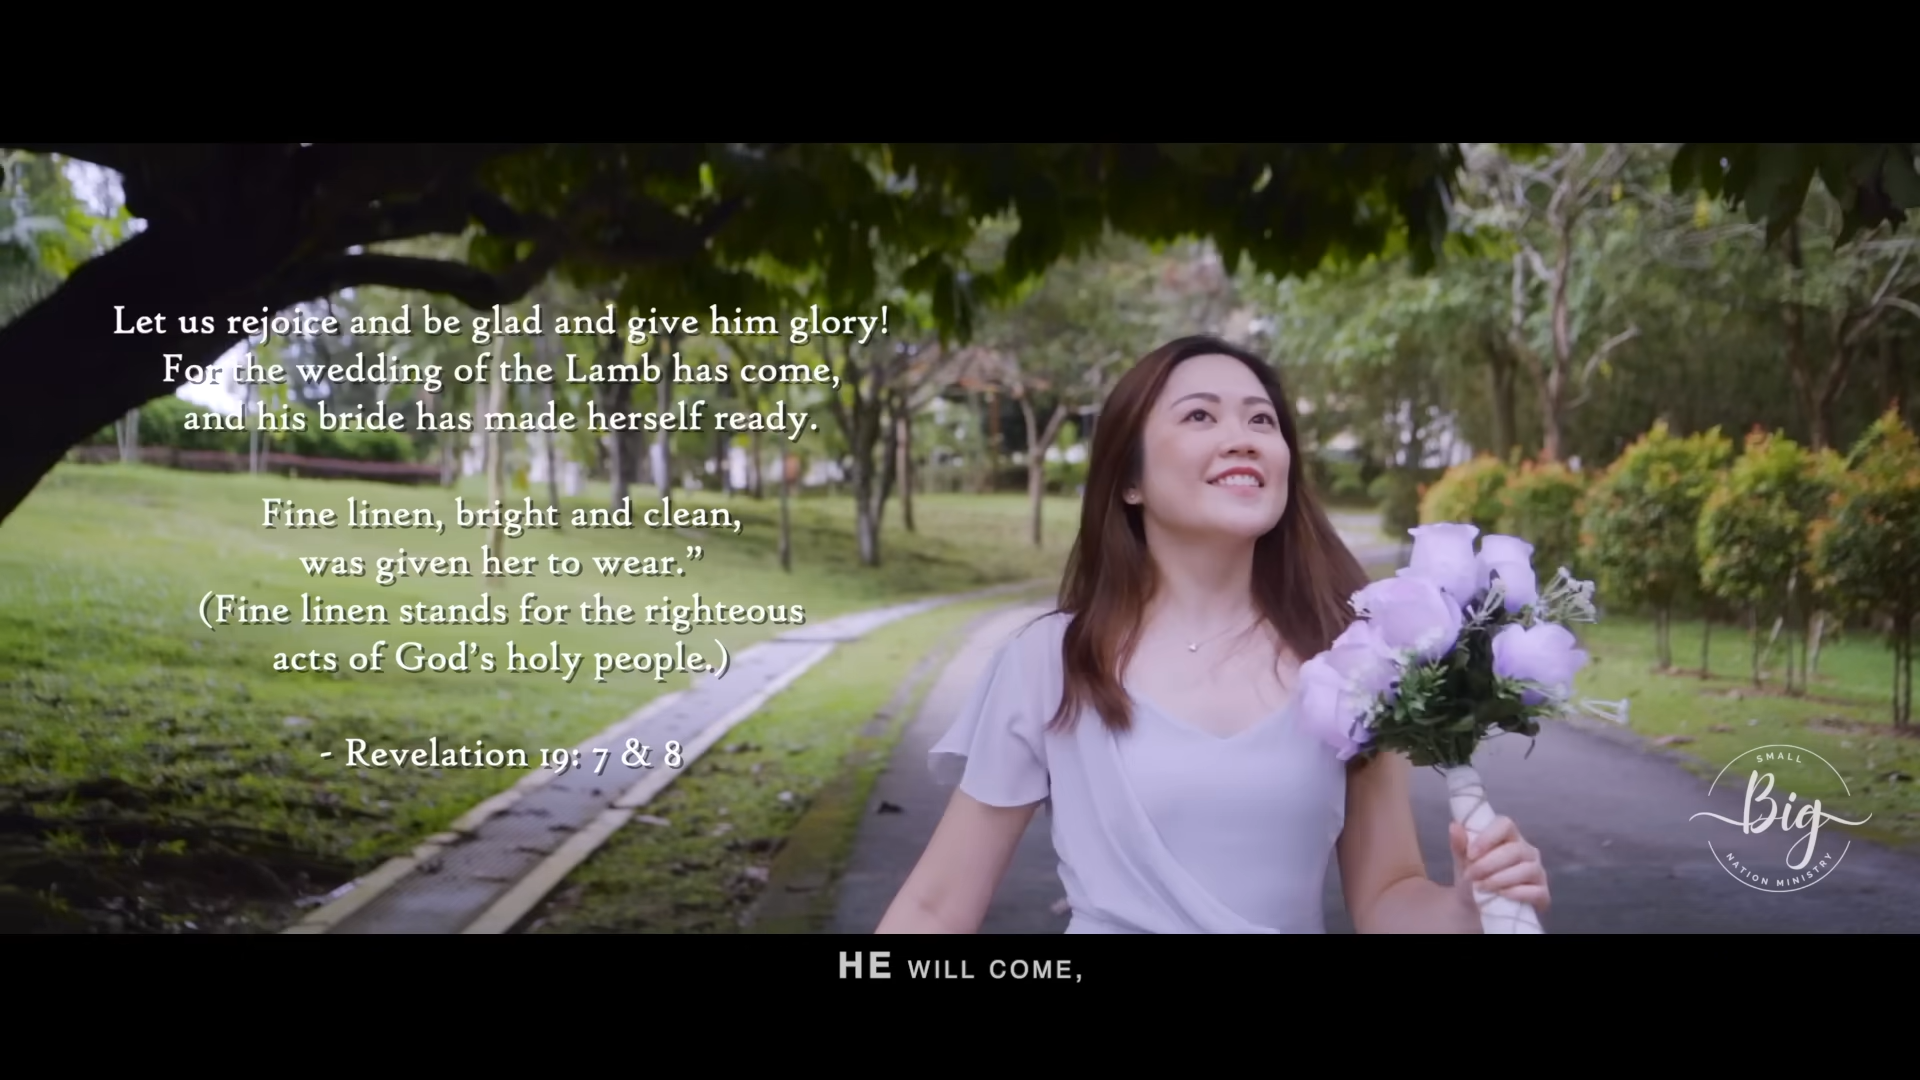 Let us rejoice and be glad and give him glory!
For the wedding of the Lamb has come,
and his bride has made herself ready.
Fine linen, bright and clean,
was given her to wear.”
(Fine linen stands for the righteous
acts of God’s holy people.)
- Revelation 19: 7 & 8
SMALL
Big
NATION MINISTRY
HE WILL COME,